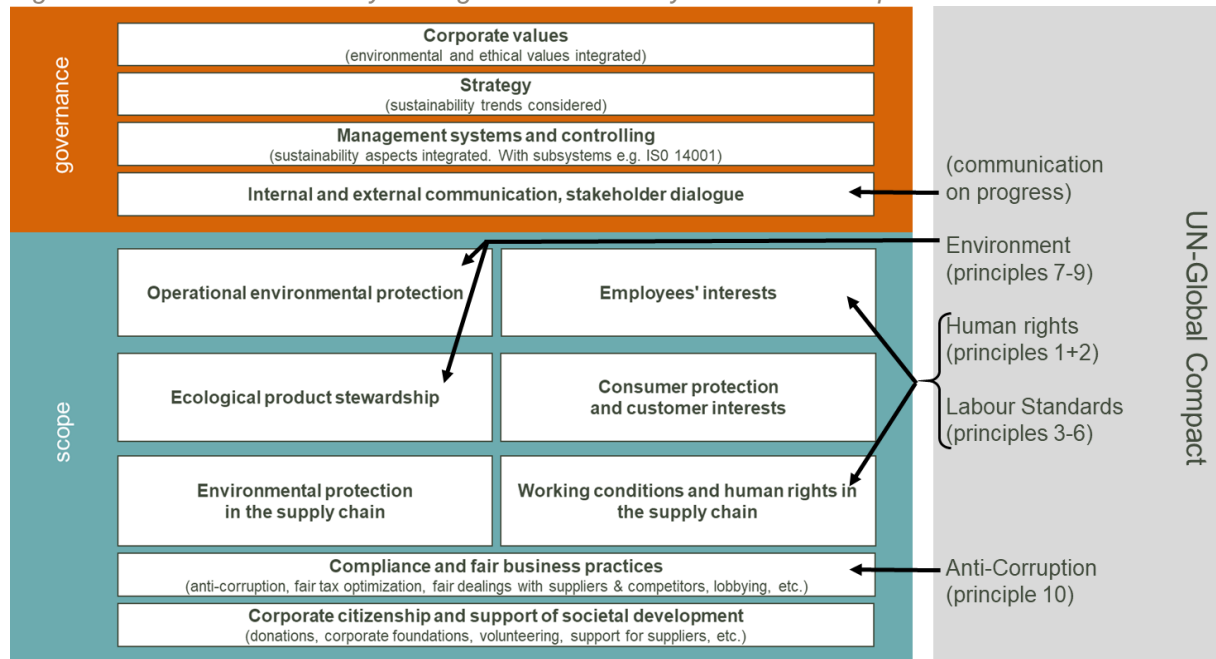 governance
Corporate values
(environmental and ethical values integrated)
Strategy
(sustainability trends considered)
Management systems and controlling
(sustainability aspects integrated. With subsystems e.g. IS0 14001)
Internal and external communication, stakeholder dialogue
scope
Operational environmental protection
Employees' interests
Ecological product stewardship
Consumer protection
and customer interests
Environmental protection
in the supply chain
Working conditions and human rights in
the supply chain
Compliance and fair business practices
(anti-corruption, fair tax optimization, fair dealings with suppliers & competitors, lobbying, etc.)
Corporate citizenship and support of societal development
(donations, corporate foundations, volunteering, support for suppliers, etc.)
(communication
on progress)
Environment
(principles 7-9)
Human rights
(principles 1+2)
Labour Standards
(principles 3-6)
Anti-Corruption
(principle 10)
UN-Global Compact